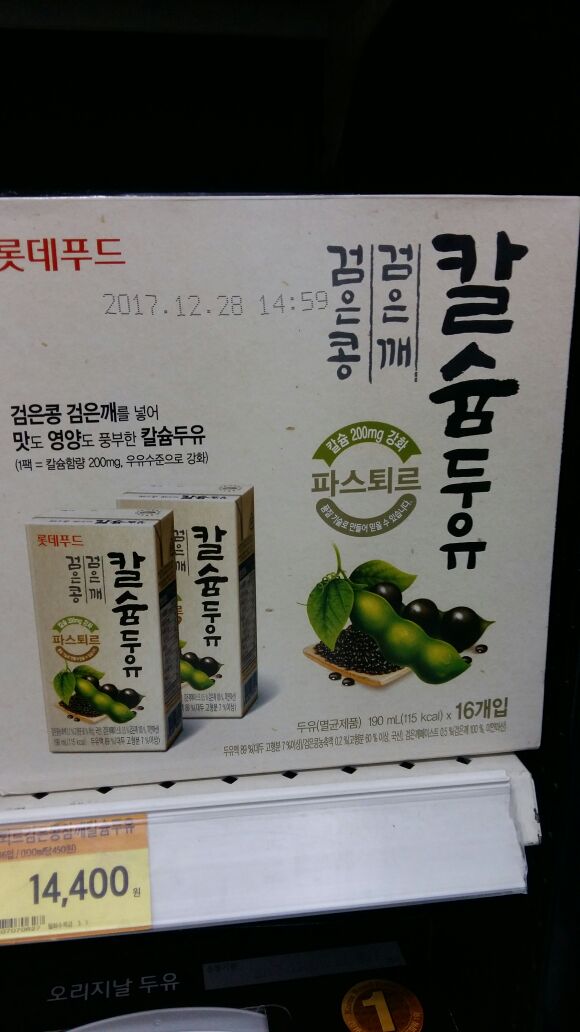 롯데푸드
2017.12.28 14:59
검은콩
검은깨
칼슘두유
검은콩 검은깨를 넣어
맛도 영양도 풍부한 칼슘두유
(1팩 = 칼슘함량 200mg, 우유수준으로 강화)
칼슘 200mg 강화
파스퇴르
롯데푸드
검은콩
검은깨
칼슘두유
파스퇴르
칼슘두유
두유(멸균제품) 190 mL(115 kcal) x 16개입
14,400원
오리지날 두유
1